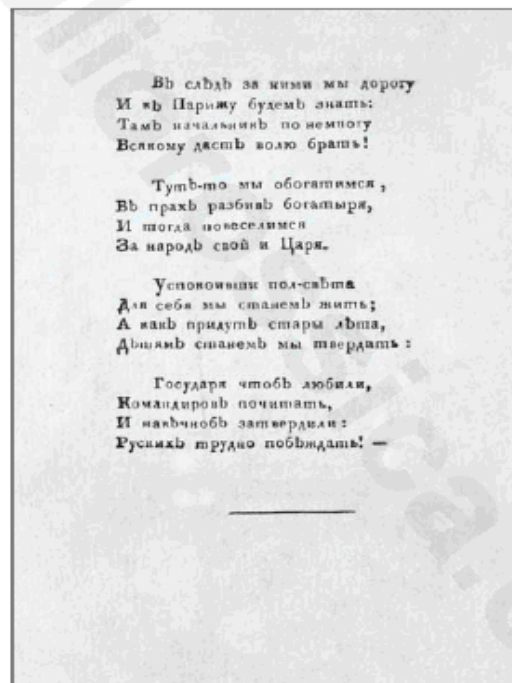 Въ слѣдъ за ними мы дорогу
И въ Парижу будемъ знать:
Тамъ начальникъ по немногу
Всякому дастъ волю брать!
Тутъ-то мы обогатимся,
Въ прахъ разбивъ богатыря,
И тогда повеселимся
За народъ свой и Царя.
Успокоивши пол-свѣта
Для себя мы станемъ жить;
А какъ придутъ стары лѣта,
Дѣтямъ станемъ мы твердить:
Государя чтобъ любили,
Командировъ почитать,
И навѣчнобъ затвердили:
Рускихъ трудно побѣждать! —